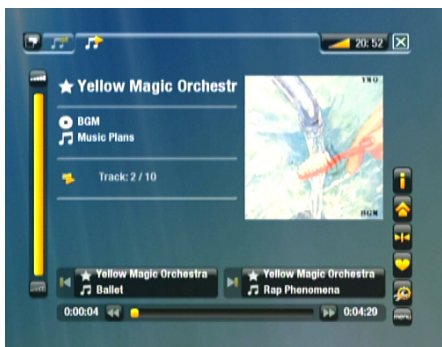 20:52
Yellow Magic Orchestr
YMO
BGM
Music Plans
Track: 2 / 10
BGM
Yellow Magic Orchestra
Ballet
Yellow Magic Orchestra
Rap Phenomena
0:00:04
0:04:29
menu